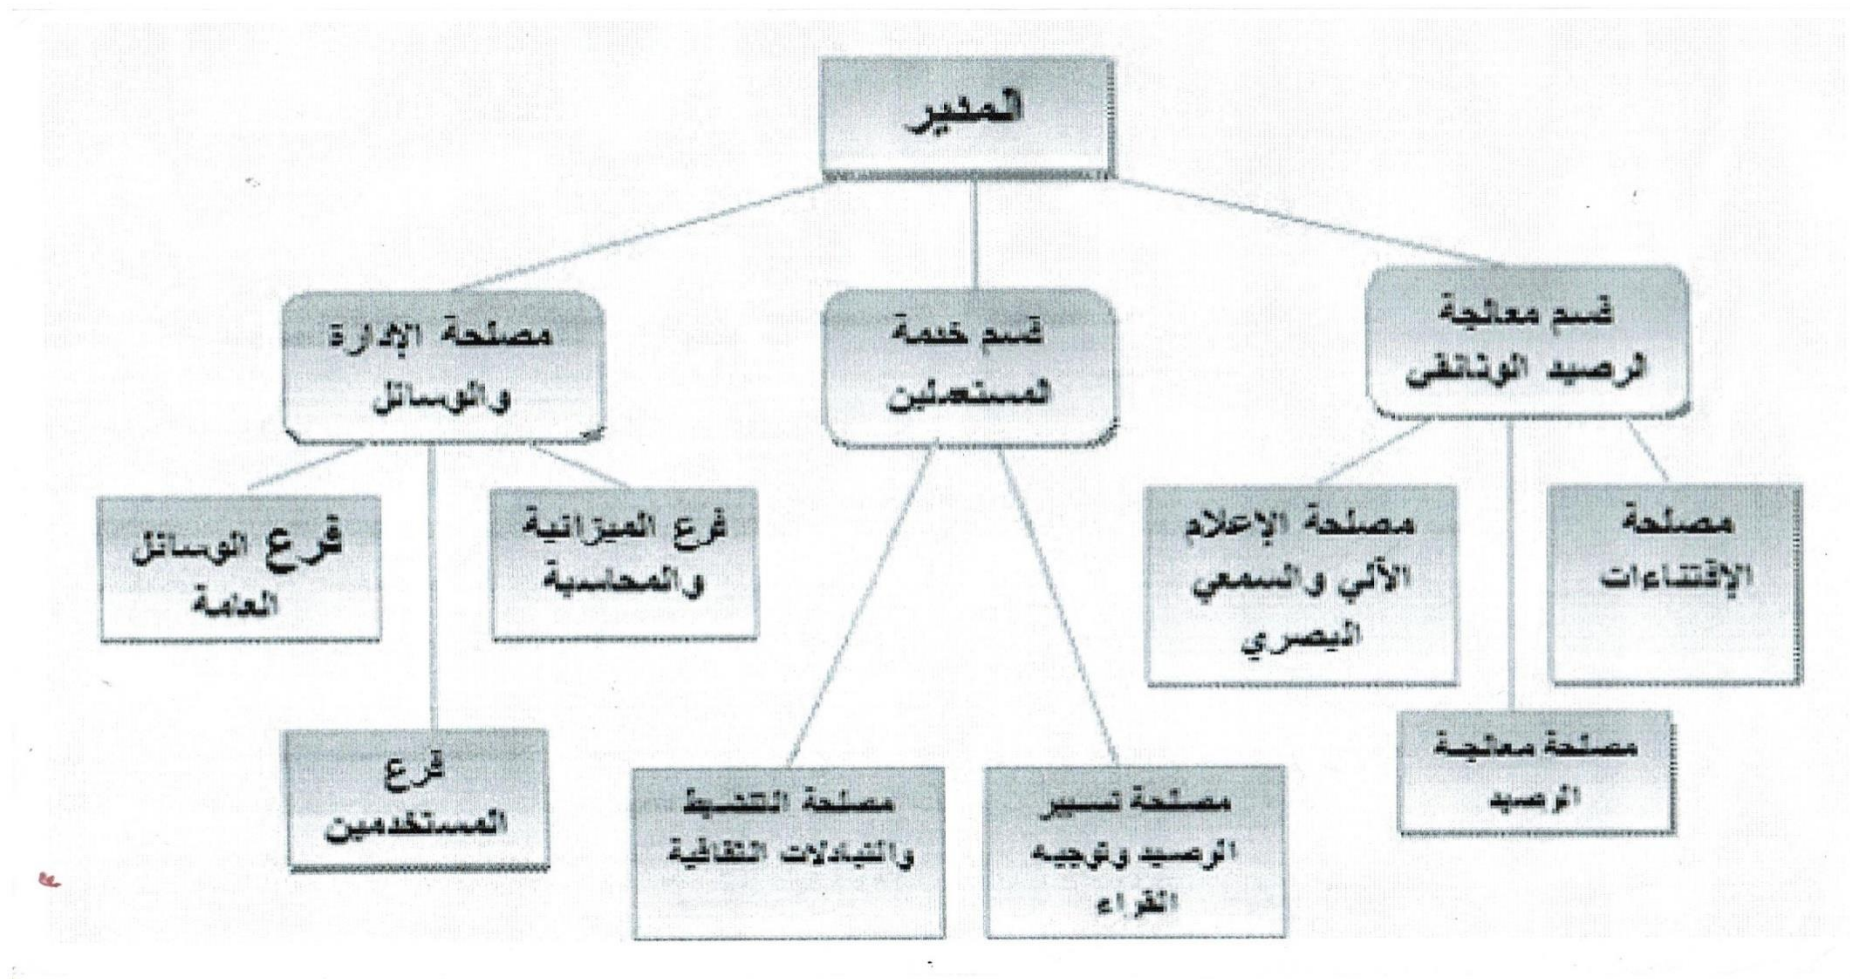 المدير
قسم معالجة
الرصيد الوثائقي
قسم خدمة
المستعملين
مصلحة الإدارة
والوسائل
مصلحة
الإقتناءات
مصلحة الإعلام
الآلي والسمعي
البصري
مصلحة معالجة
الرصيد
مصلحة تسيير
الرصيد وتوجيه
القراء
مصلحة التنشيط
والتبادلات الثقافية
فرع الميزانية
والمحاسبة
فرع الوسائل
العامة
فرع
المستخدمين